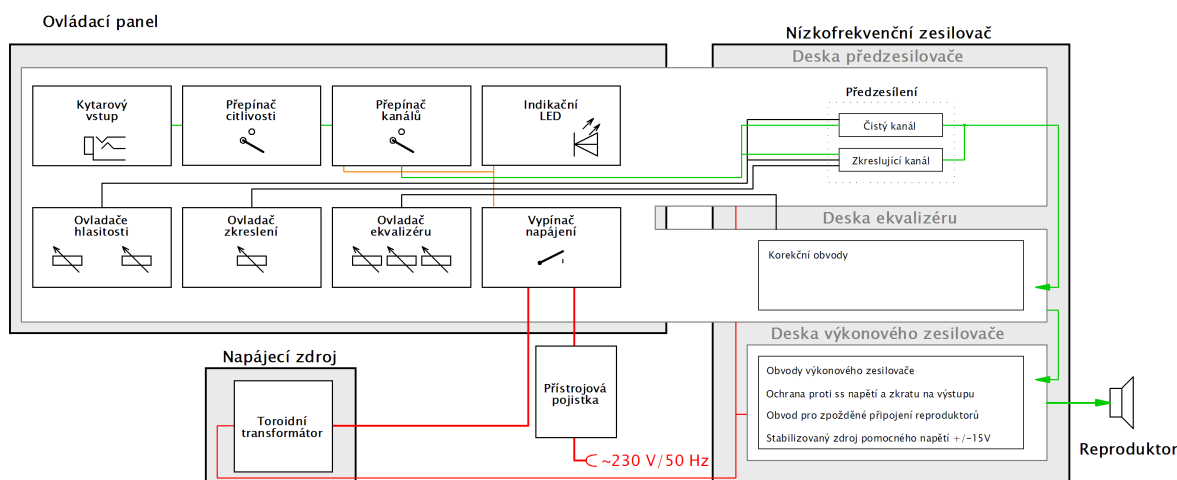 Ovládací panel
Nízkofrekvenční zesilovač
Deska předzesilovače
Kytarový
vstup
Přepínač
citlivosti
Přepínač
kanálů
Indikační
LED
Předzesílení
Čistý kanál
Zkreslující kanál
Ovladače
hlasitosti
Ovladač
zkreslení
Ovladač
ekvalizéru
Vypínač
napájení
Deska ekvalizéru
Korekční obvody
Deska výkonového zesilovače
Obvody výkonového zesilovače
Ochrana proti ss napětí a zkratu na výstupu
Obvod pro zpožděné připojení reproduktorů
Stabilizovaný zdroj pomocného napětí +/-15V
Napájecí zdroj
Toroidní
transformátor
Přístrojová
pojistka
~230 V/50 Hz
Reproduktor